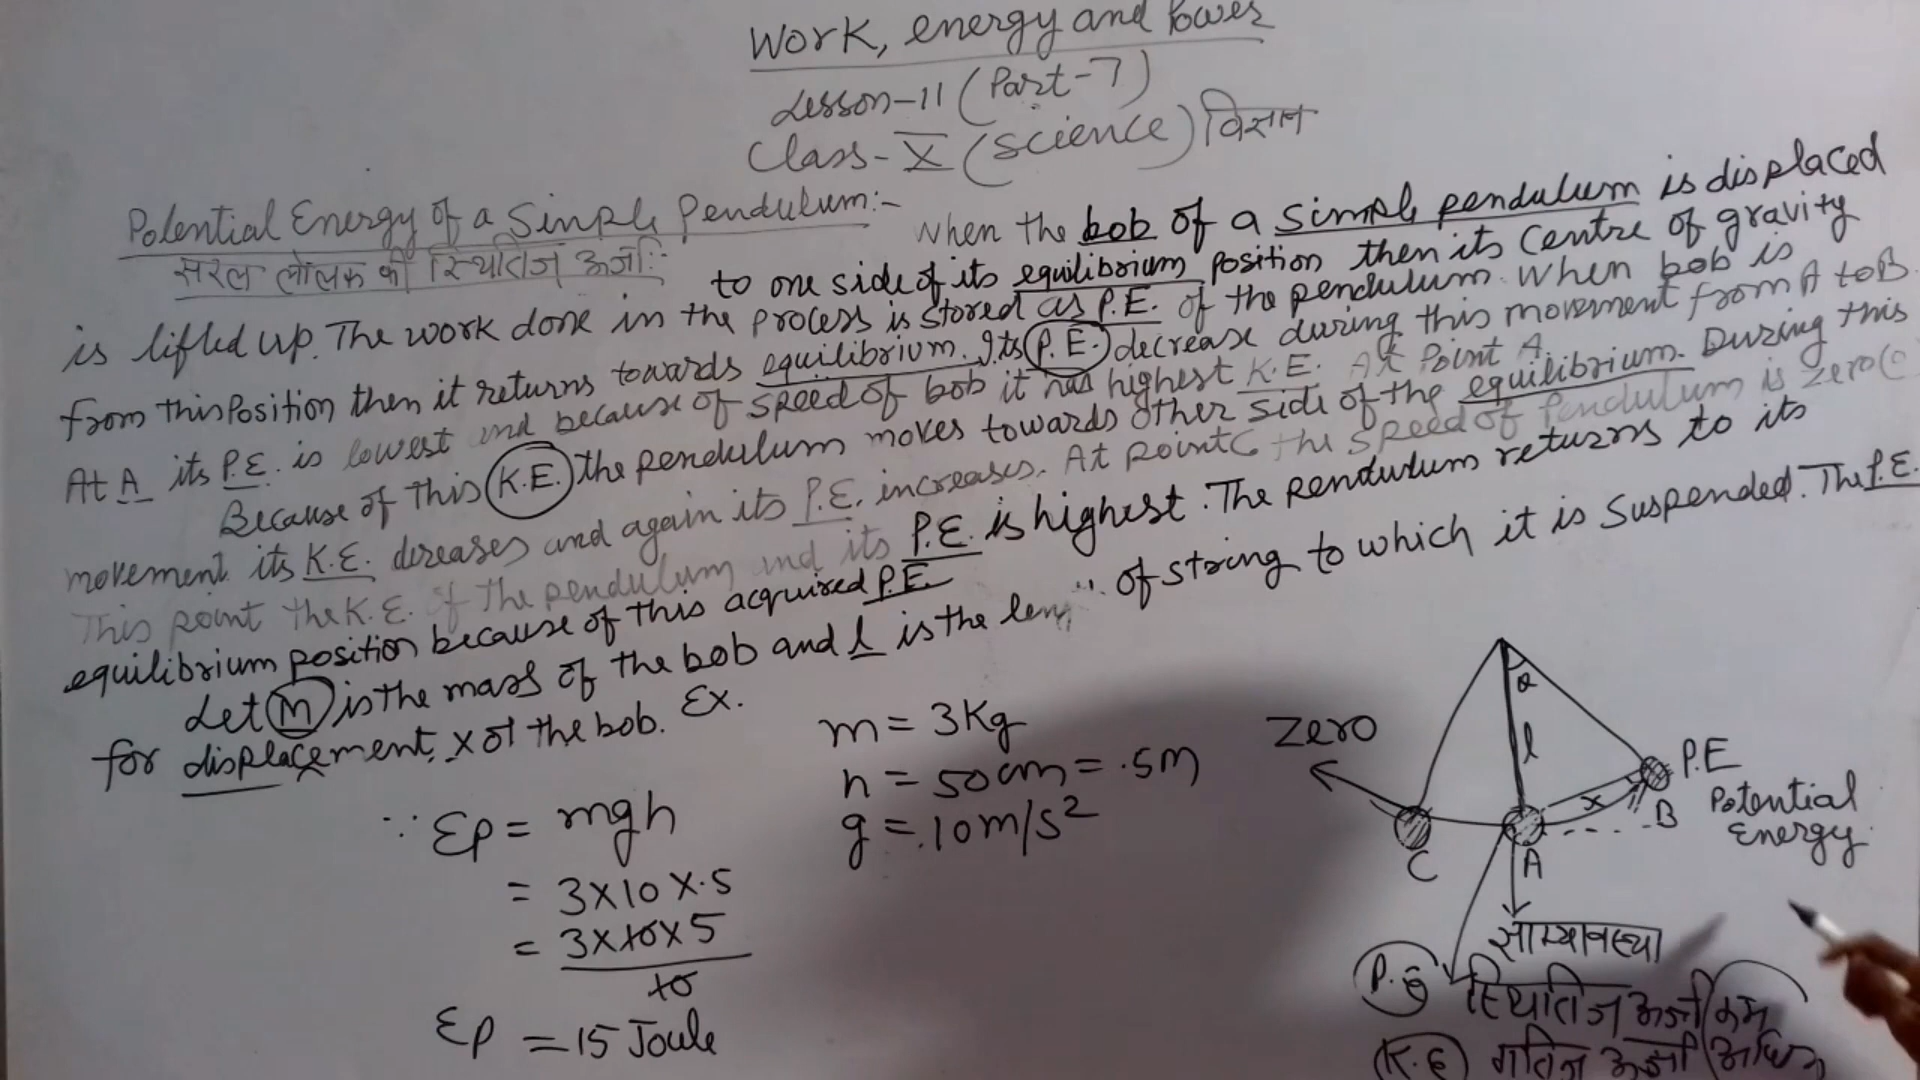 Work, energy and Power
Lesson-11 (Part-7)
Class-X (Science) विज्ञान
Potential Energy of a Simple Pendulum:-
सरल लोलक की स्थितिज ऊर्जा:-
When the bob of a simple pendulum is displaced
to one side of its equilibrium position then its centre of gravity
is lifted up. The work done in the process is stored as P.E. of the pendulum. When bob is
from this Position then it returns towards equilibrium. Its P.E. decrease during this movement from A to B
At A its P.E. is lowest and because of speed of bob it has highest K.E. At Point A
Because of this K.E. the pendulum moves towards other side of the equilibrium. During this
movement its K.E. dereases and again its P.E. increases. At point C the speed of Pendulum is zero (0
This point the K.E. of the pendulum and its P.E. is highest. The Pendulum returns to its
equilibrium position because of this acquired P.E.
Let M is the mass of the bob and l is the len of string to which it is suspended. The P.E.
for displacement x of the bob. Ex.
m = 3Kg
h = 50cm = .5m
g = 10m/s²
∵ Ep = mgh
= 3x10x.5
= 3x10x5
10
Ep = 15 Joule
Zero
α
l
x
P.E
Potential
Energy
B
C
A
साम्यावस्था
P.E स्थितिज ऊर्जा कम
K.E गतिज ऊर्जा अधिक